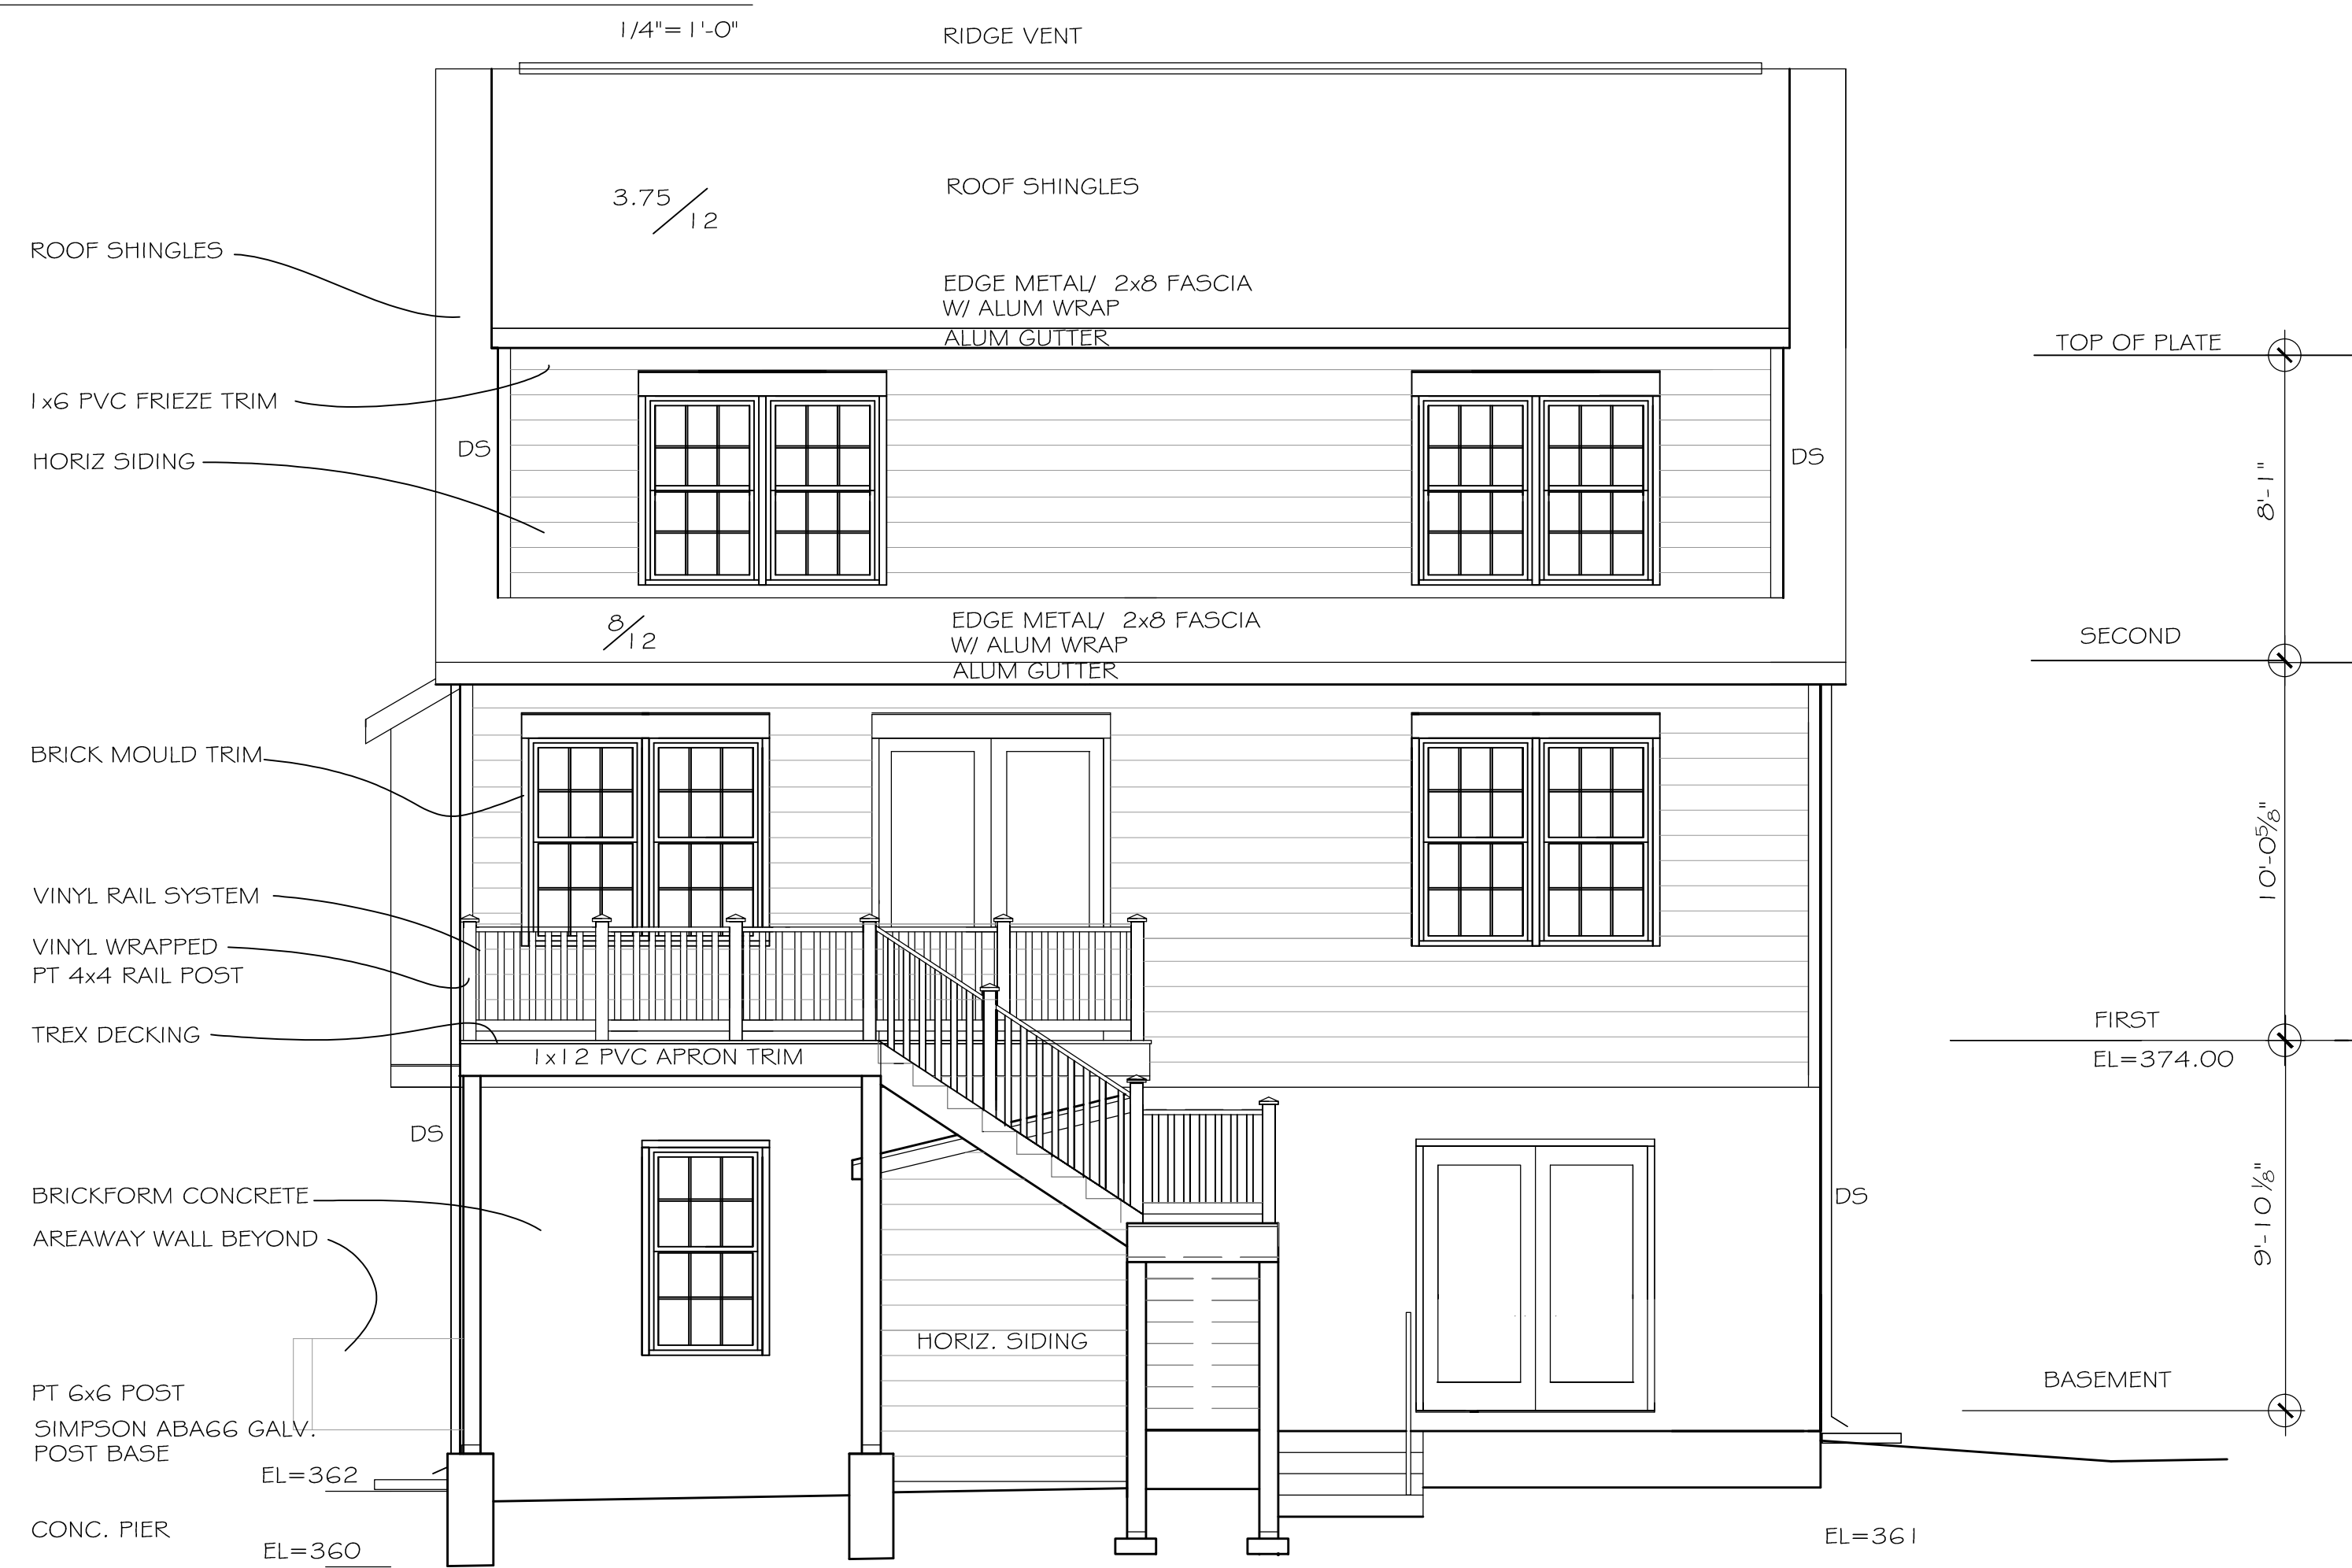 1/4"=1'-0"
RIDGE VENT
ROOF SHINGLES
3.75/12
ROOF SHINGLES
EDGE METAL/ 2x8 FASCIA
W/ ALUM WRAP
ALUM GUTTER
TOP OF PLATE
1x6 PVC FRIEZE TRIM
DS
DS
HORIZ SIDING
8'-1"
8/12
EDGE METAL/ 2x8 FASCIA
W/ ALUM WRAP
ALUM GUTTER
SECOND
BRICK MOULD TRIM
10'-0 5/8"
VINYL RAIL SYSTEM
VINYL WRAPPED
PT 4x4 RAIL POST
TREX DECKING
1x12 PVC APRON TRIM
FIRST
EL=374.00
DS
BRICKFORM CONCRETE
DS
9'-10 1/8"
AREAWAY WALL BEYOND
HORIZ. SIDING
BASEMENT
PT 6x6 POST
SIMPSON ABA66 GALV.
POST BASE
EL=362
CONC. PIER
EL=360
EL=361